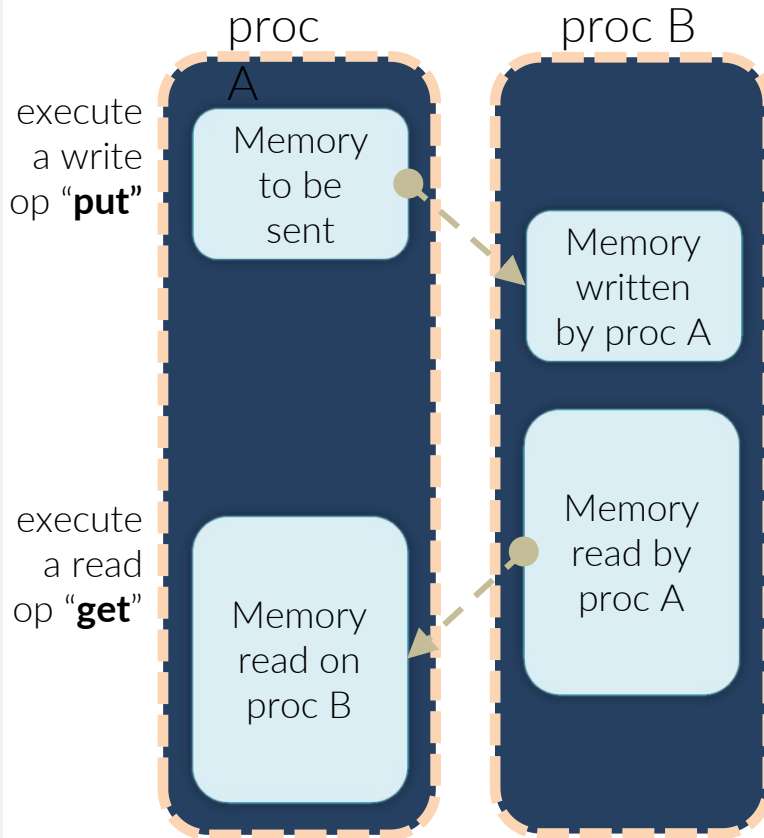 proc
A
proc B
execute
a write
op “put”
Memory
to be
sent
Memory
written
by proc A
execute
a read
op “get”
Memory
read on
proc B
Memory
read by
proc A